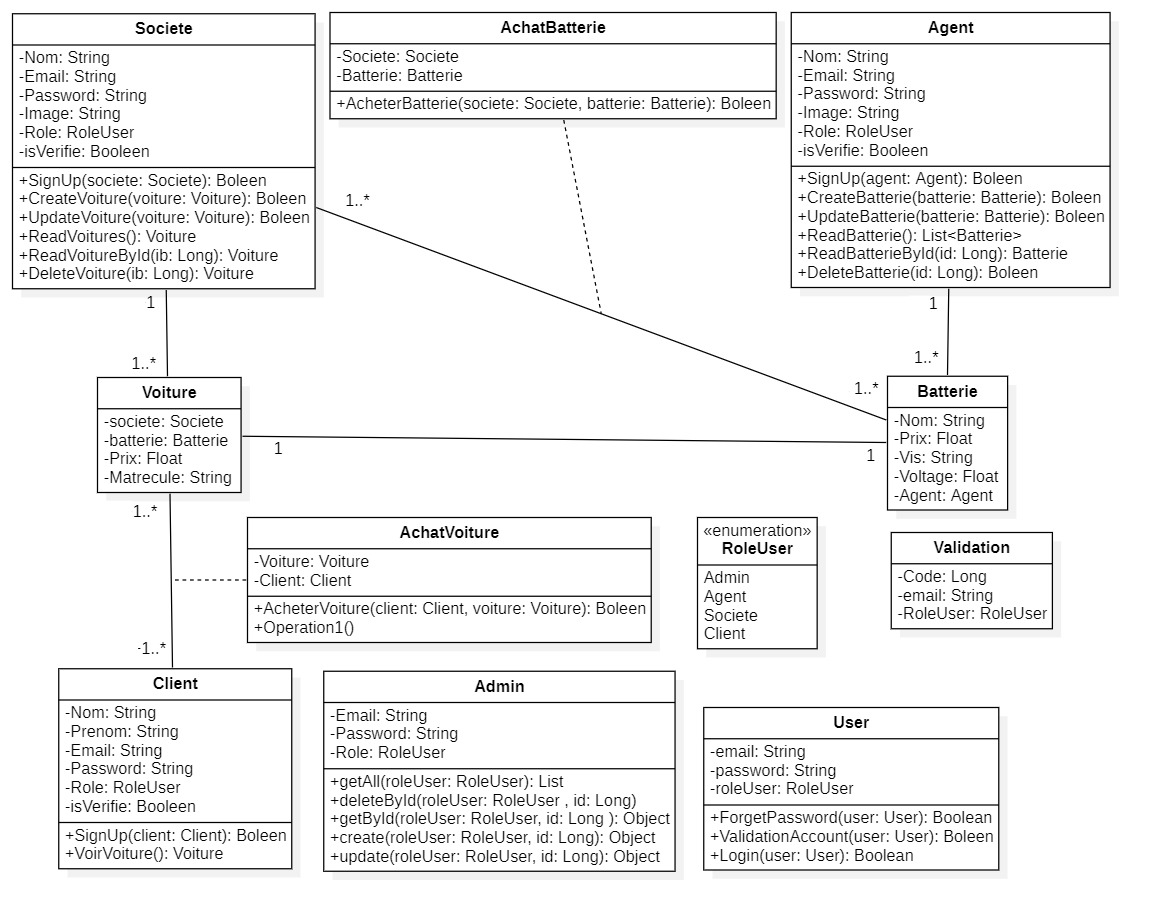 Societe
-Nom: String
-Email: String
-Password: String
-Image: String
-Role: RoleUser
-isVerifie: Booleen
+SignUp(societe: Societe): Boleen
+CreateVoiture(voiture: Voiture): Boleen
+UpdateVoiture(voiture: Voiture): Boleen
+ReadVoitures(): Voiture
+ReadVoitureById(ib: Long): Voiture
+DeleteVoiture(ib: Long): Voiture
AchatBatterie
-Societe: Societe
-Batterie: Batterie
+AcheterBatterie(societe: Societe, batterie: Batterie): Boleen
Agent
-Nom: String
-Email: String
-Password: String
-Image: String
-Role: RoleUser
-isVerifie: Booleen
+SignUp(agent: Agent): Boleen
+CreateBatterie(batterie: Batterie): Boleen
+UpdateBatterie(batterie: Batterie): Boleen
+ReadBatterie(): List<Batterie>
+ReadBatterieById(id: Long): Batterie
+DeleteBatterie(id: Long): Boleen
1..*
1
1
1..*
1..*
1..*
Voiture
-societe: Societe
-batterie: Batterie
-Prix: Float
-Matrecule: String
1
1
Batterie
-Nom: String
-Prix: Float
-Vis: String
-Voltage: Float
-Agent: Agent
1..*
AchatVoiture
-Voiture: Voiture
-Client: Client
+AcheterVoiture(client: Client, voiture: Voiture): Boleen
+Operation1()
«enumeration»
RoleUser
Admin
Agent
Societe
Client
Validation
-Code: Long
-email: String
-RoleUser: RoleUser
-1..*
Client
-Nom: String
-Prenom: String
-Email: String
-Password: String
-Role: RoleUser
-isVerifie: Booleen
+SignUp(client: Client): Boleen
+VoirVoiture(): Voiture
Admin
-Email: String
-Password: String
-Role: RoleUser
+getAll(roleUser: RoleUser): List
+deleteById(roleUser: RoleUser , id: Long)
+getById(roleUser: RoleUser, id: Long ): Object
+create(roleUser: RoleUser, id: Long): Object
+update(roleUser: RoleUser, id: Long): Object
User
-email: String
-password: String
-roleUser: RoleUser
+ForgetPassword(user: User): Boolean
+ValidationAccount(user: User): Boleen
+Login(user: User): Boolean